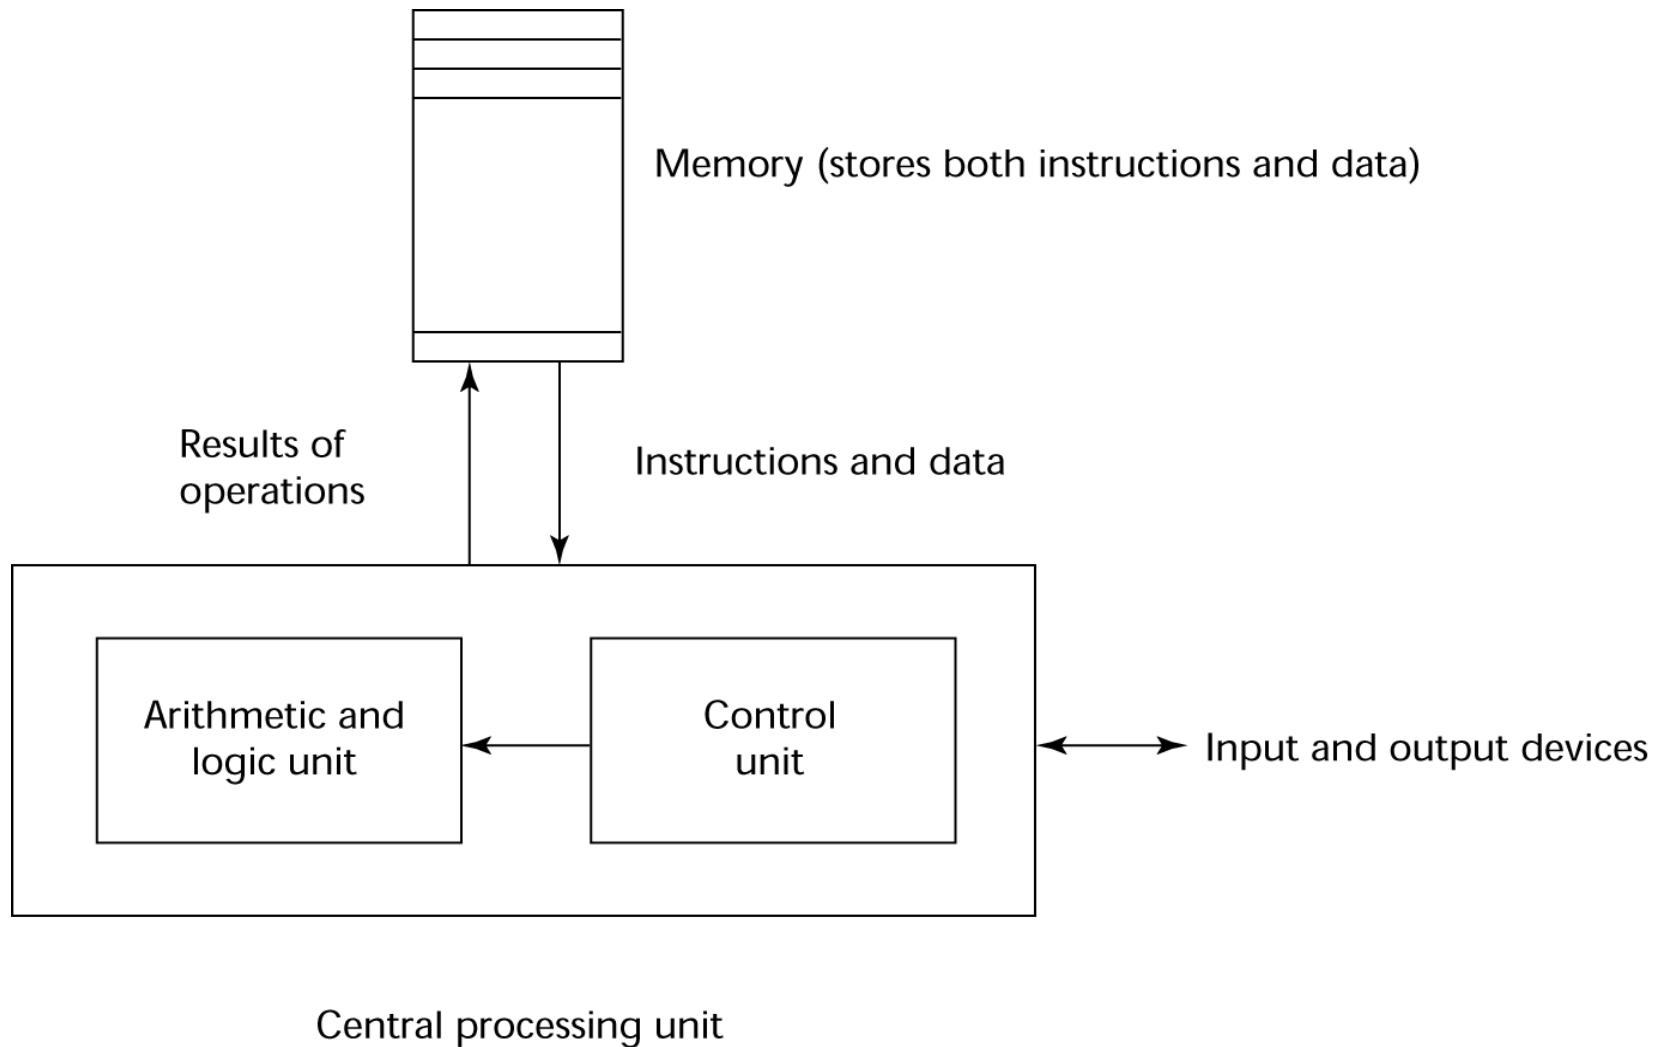 Memory (stores both instructions and data)
Results of
operations
Instructions and data
Arithmetic and
logic unit
Control
unit
Input and output devices
Central processing unit